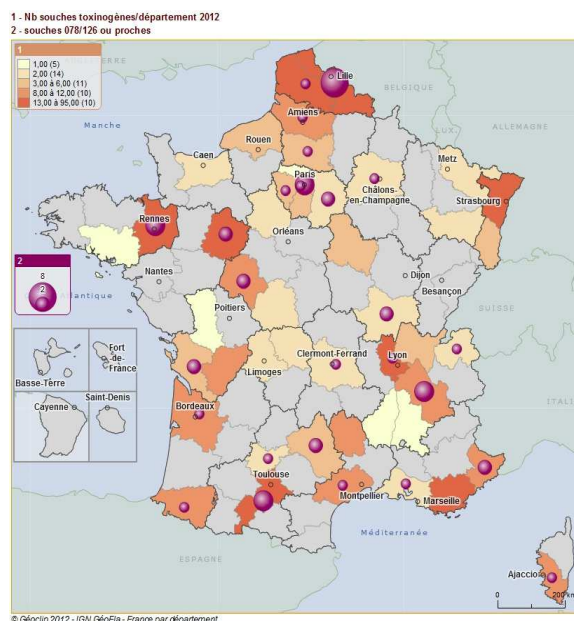 1 - Nb souches toxinogènes/département 2012
2 - souches 078/126 ou proches
1
1,00 (5)
2,00 (14)
3,00 à 6,00 (11)
8,00 à 12,00 (10)
13,00 à 95,00 (10)
Lille
BELGIQUE
Manche
Amiens
LUX.
ALLEMAGNE
Rouen
Caen
Metz
Paris
Châlons-
en-Champagne
Strasbourg
Rennes
Orléans
2
8
2
Atlantique
Nantes
Dijon
Besançon
Poitiers
SUISSE
Fort-
de-
France
Basse-Terre
Clermont-Ferrand
Lyon
Limoges
Cayenne
Saint-Denis
Bordeaux
ITALI
Toulouse
Montpellier
Marseille
Méditerranée
ESPAGNE
Ajaccio
0
200 km
© Géoclip 2012 - IGN GéoFla - France par département